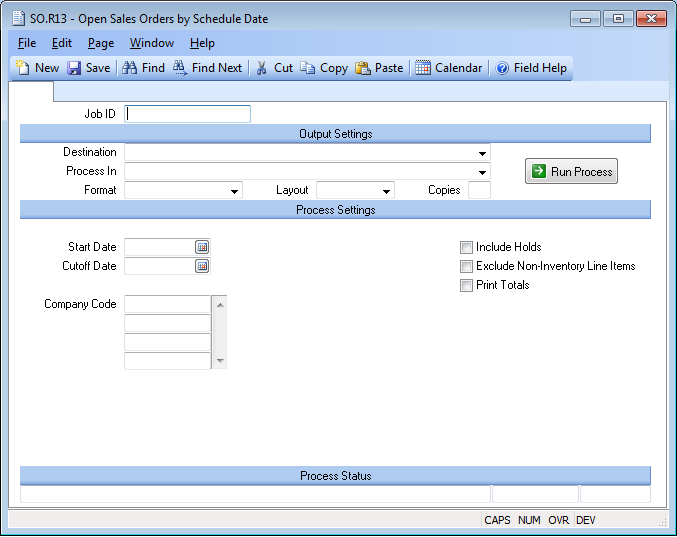 SO.R13 - Open Sales Orders by Schedule Date
File Edit Page Window Help
New Save Find Find Next Cut Copy Paste Calendar Field Help
Job ID
Output Settings
Destination
Process In
Run Process
Format Layout Copies
Process Settings
Start Date Include Holds
Cutoff Date Exclude Non-Inventory Line Items
Print Totals
Company Code
Process Status
CAPS NUM OVR DEV